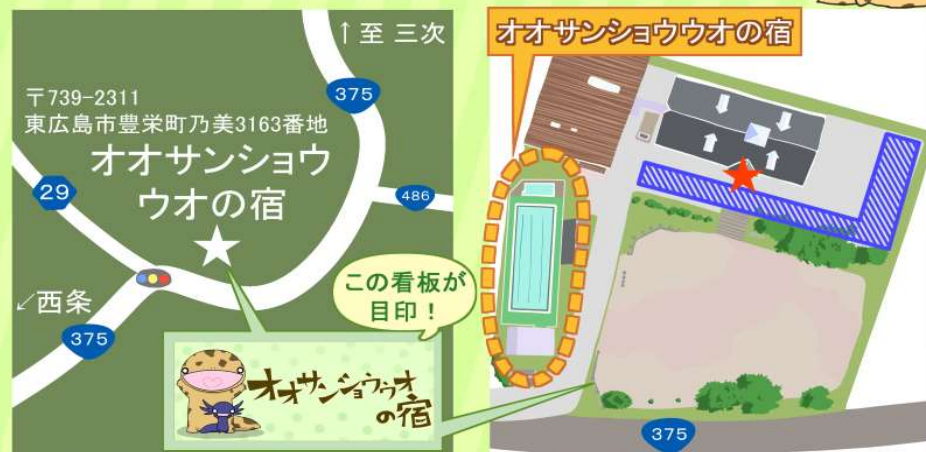 ↑至 三次
375
〒739-2311
東広島市豊栄町乃美3163番地
オオサンショウ
ウオの宿
29
486
↙西条
375
この看板が
目印！
オオサンショウウオ
の宿
オオサンショウウオの宿
375